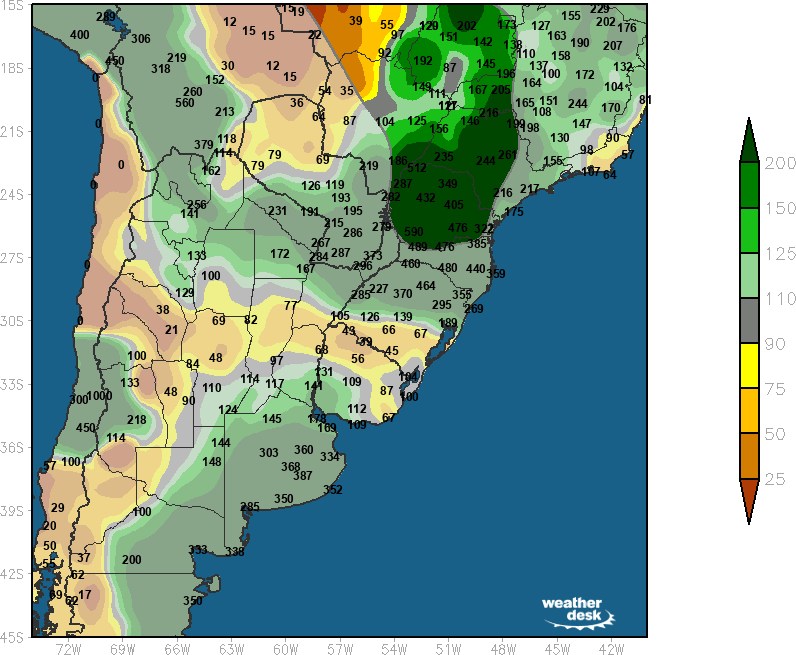 15S 289 12 15 19 39 55 129 202 173 127 155 229 202
400 306 15 15 22 97 151 142 138 163 190 176 207
18S 450 219 318 30 12 92 192 87 145 110 137 158 132
0 152 15 196 164 100 172
260 560 36 54 35 149 111 127 167 205 165 151 244 104 81
213 64 87 104 125 146 216 108 170
21S 0 379 118 156 199 198 147 130 90
114 79 79 69 219 186 235 244 261 155 98 57
0 162 512 107 64
24S 0 126 119 287 349 216 217
256 141 231 191 193 195 282 432 405 175
215 286 279 590 476 322
27S 133 172 267 284 287 373 489 476 385
0 100 167 296 460 480 440 359
129 285 227 370 464 355
30S 0 38 69 82 77 105 126 139 295 269
21 43 66 67 189
100 84 48 97 68 39 56 45
33S 133 48 110 114 117 231 141 109 87 104
300 1000 90 124 112 100
450 218 145 178 169 109 67
36S 114 144 303 360 334
57 100 148 368 387
29 350 352
39S 20 100 285
50 37 200 333 338
42S 55 62
69 62 17 350
45S
72W 69W 66W 63W 60W 57W 54W 51W 48W 45W 42W
200
150
125
110
90
75
50
25
weather
desk